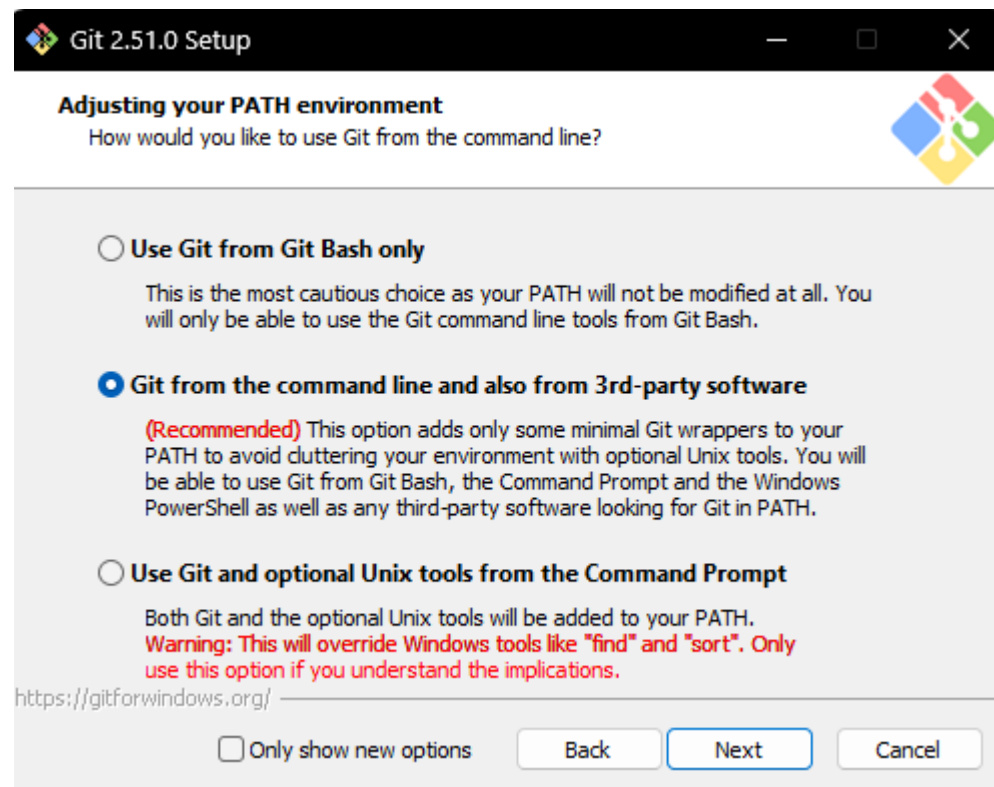 Git 2.51.0 Setup
Adjusting your PATH environment
How would you like to use Git from the command line?
Use Git from Git Bash only
This is the most cautious choice as your PATH will not be modified at all. You
will only be able to use the Git command line tools from Git Bash.
Git from the command line and also from 3rd-party software
(Recommended) This option adds only some minimal Git wrappers to your
PATH to avoid cluttering your environment with optional Unix tools. You will
be able to use Git from Git Bash, the Command Prompt and the Windows
PowerShell as well as any third-party software looking for Git in PATH.
Use Git and optional Unix tools from the Command Prompt
Both Git and the optional Unix tools will be added to your PATH.
Warning: This will override Windows tools like "find" and "sort". Only
use this option if you understand the implications.
https://gitforwindows.org/
Only show new options
Back
Next
Cancel